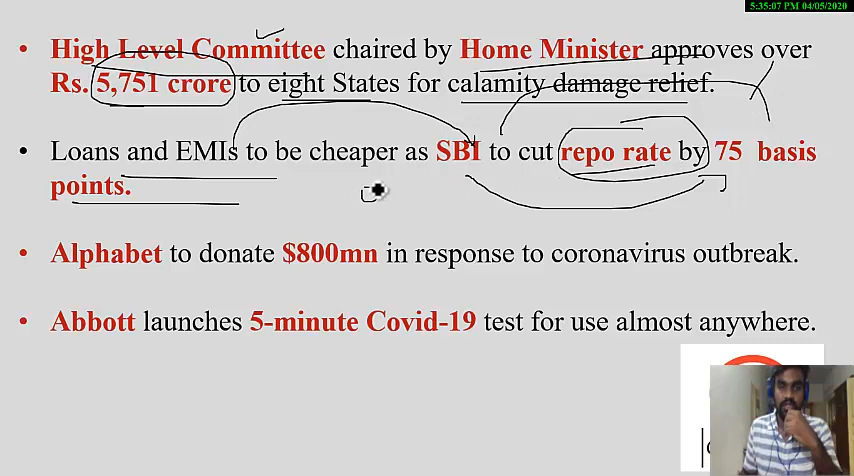 5:35:07 PM 04/05/2020
• High Level Committee chaired by Home Minister approves over
Rs. 5,751 crore to eight States for calamity damage relief.
• Loans and EMIs to be cheaper as SBI to cut repo rate by 75 basis
points.
• Alphabet to donate $800mn in response to coronavirus outbreak.
• Abbott launches 5-minute Covid-19 test for use almost anywhere.